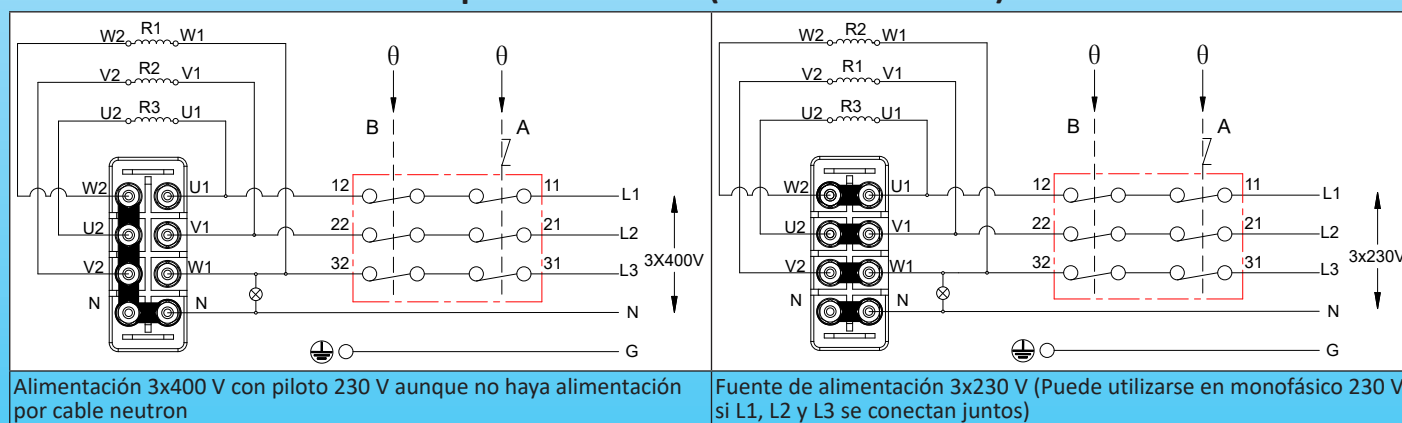 W2 R1 W1
V2 R2 V1
U2 R3 U1
θ θ
B A
W2 U1 12 11 L1
U2 V1 22 21 L2
V2 W1 32 31 L3
3X400V
N N N
G
Alimentación 3x400 V con piloto 230 V aunque no haya alimentación
por cable neutron
W2 R2 W1
V2 R1 V1
U2 R3 U1
θ θ
B A
W2 U1 12 11 L1
U2 V1 22 21 L2
V2 W1 32 31 L3
3x230V
N N N
G
Fuente de alimentación 3x230 V (Puede utilizarse en monofásico 230 V
si L1, L2 y L3 se conectan juntos)